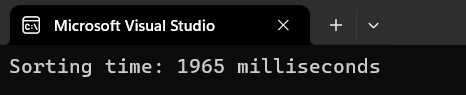 Microsoft Visual Studio
Sorting time: 1965 milliseconds